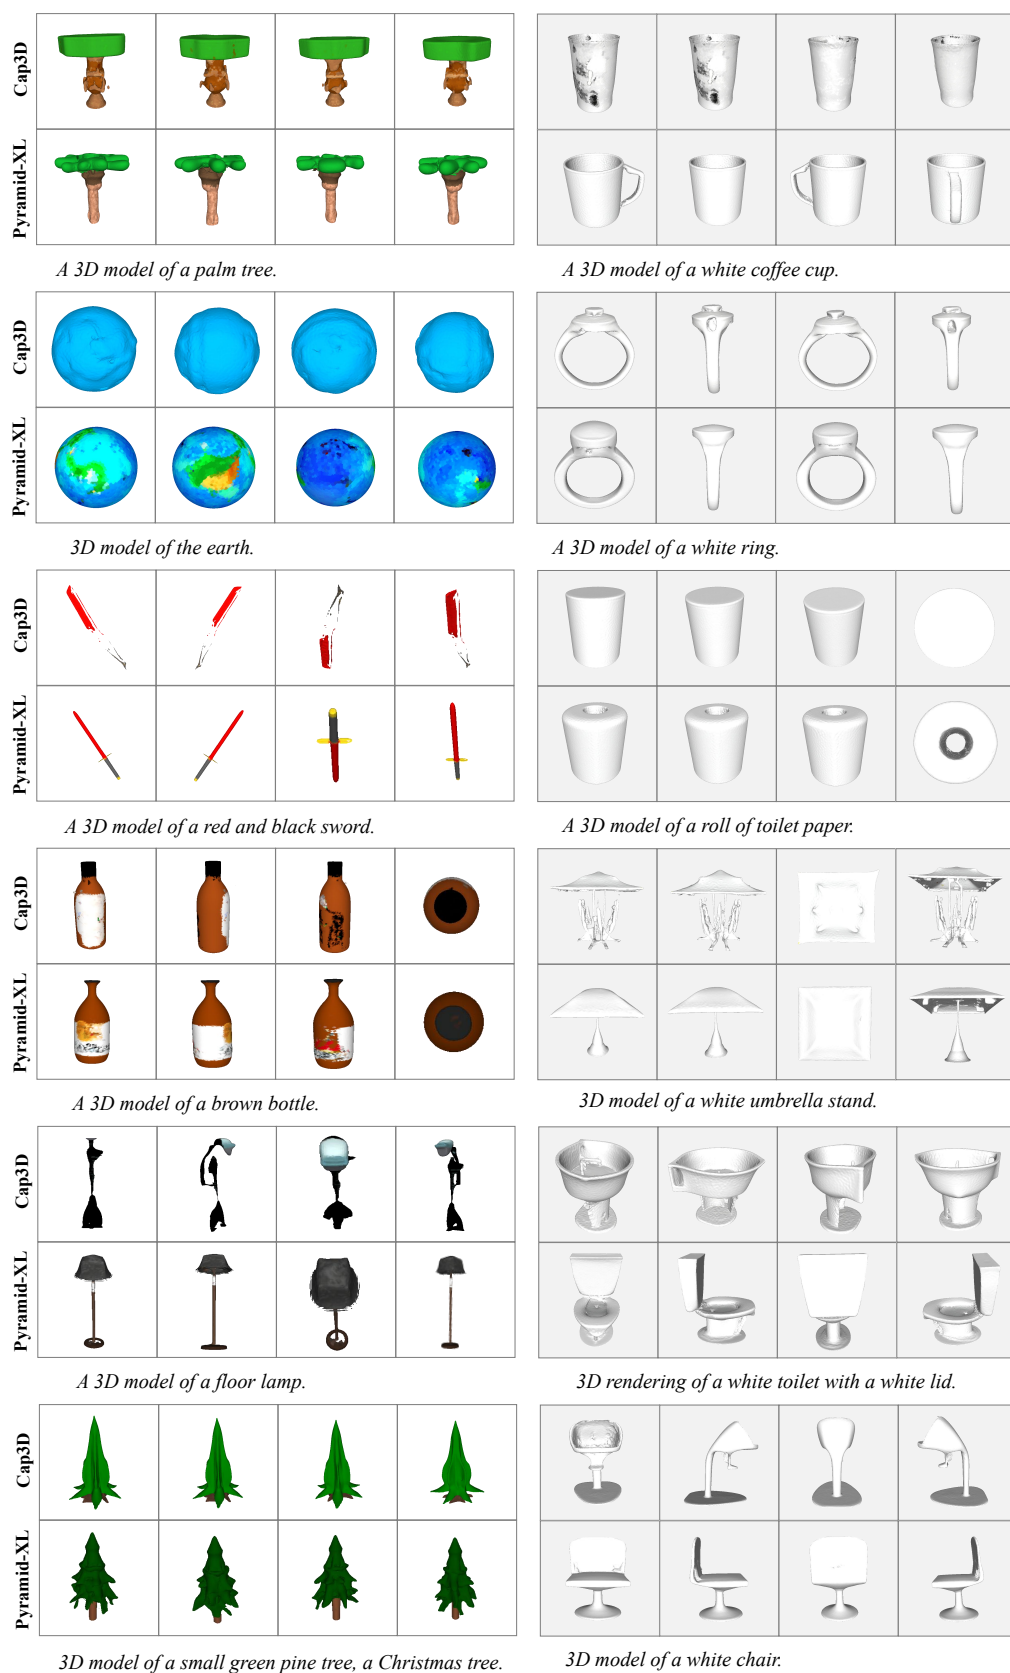 Cap3D
Pyramid-XL
A 3D model of a palm tree.
A 3D model of a white coffee cup.
Cap3D
Pyramid-XL
3D model of the earth.
A 3D model of a white ring.
Cap3D
Pyramid-XL
A 3D model of a red and black sword.
A 3D model of a roll of toilet paper.
Cap3D
Pyramid-XL
A 3D model of a brown bottle.
3D model of a white umbrella stand.
Cap3D
Pyramid-XL
A 3D model of a floor lamp.
3D rendering of a white toilet with a white lid.
Cap3D
Pyramid-XL
3D model of a small green pine tree, a Christmas tree.
3D model of a white chair.